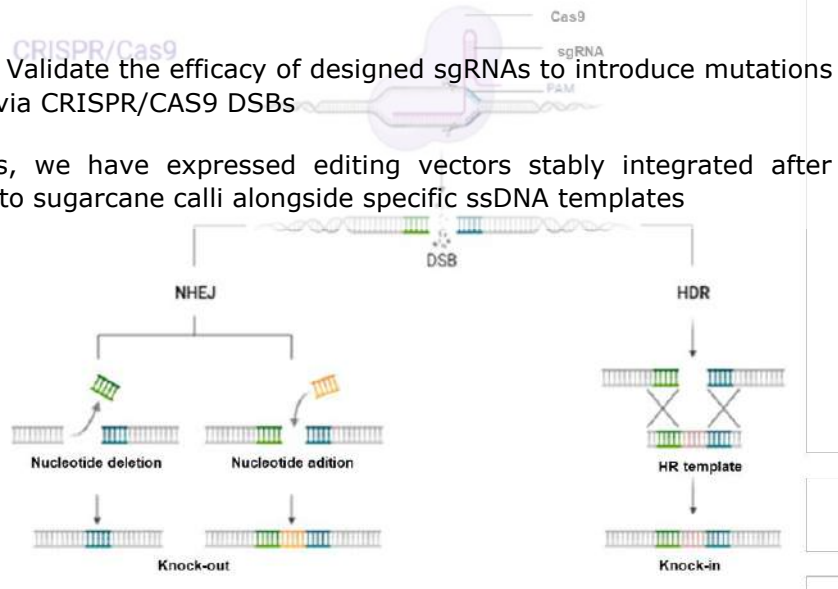 Cas9
CRISPR/Cas9
sgRNA
Validate the efficacy of designed sgRNAs to introduce mutations
PAM
via CRISPR/CAS9 DSBs
s, we have expressed editing vectors stably integrated after
to sugarcane calli alongside specific ssDNA templates
DSB
NHEJ
HDR
Nucleotide deletion
Nucleotide adition
HR template
Knock-out
Knock-in